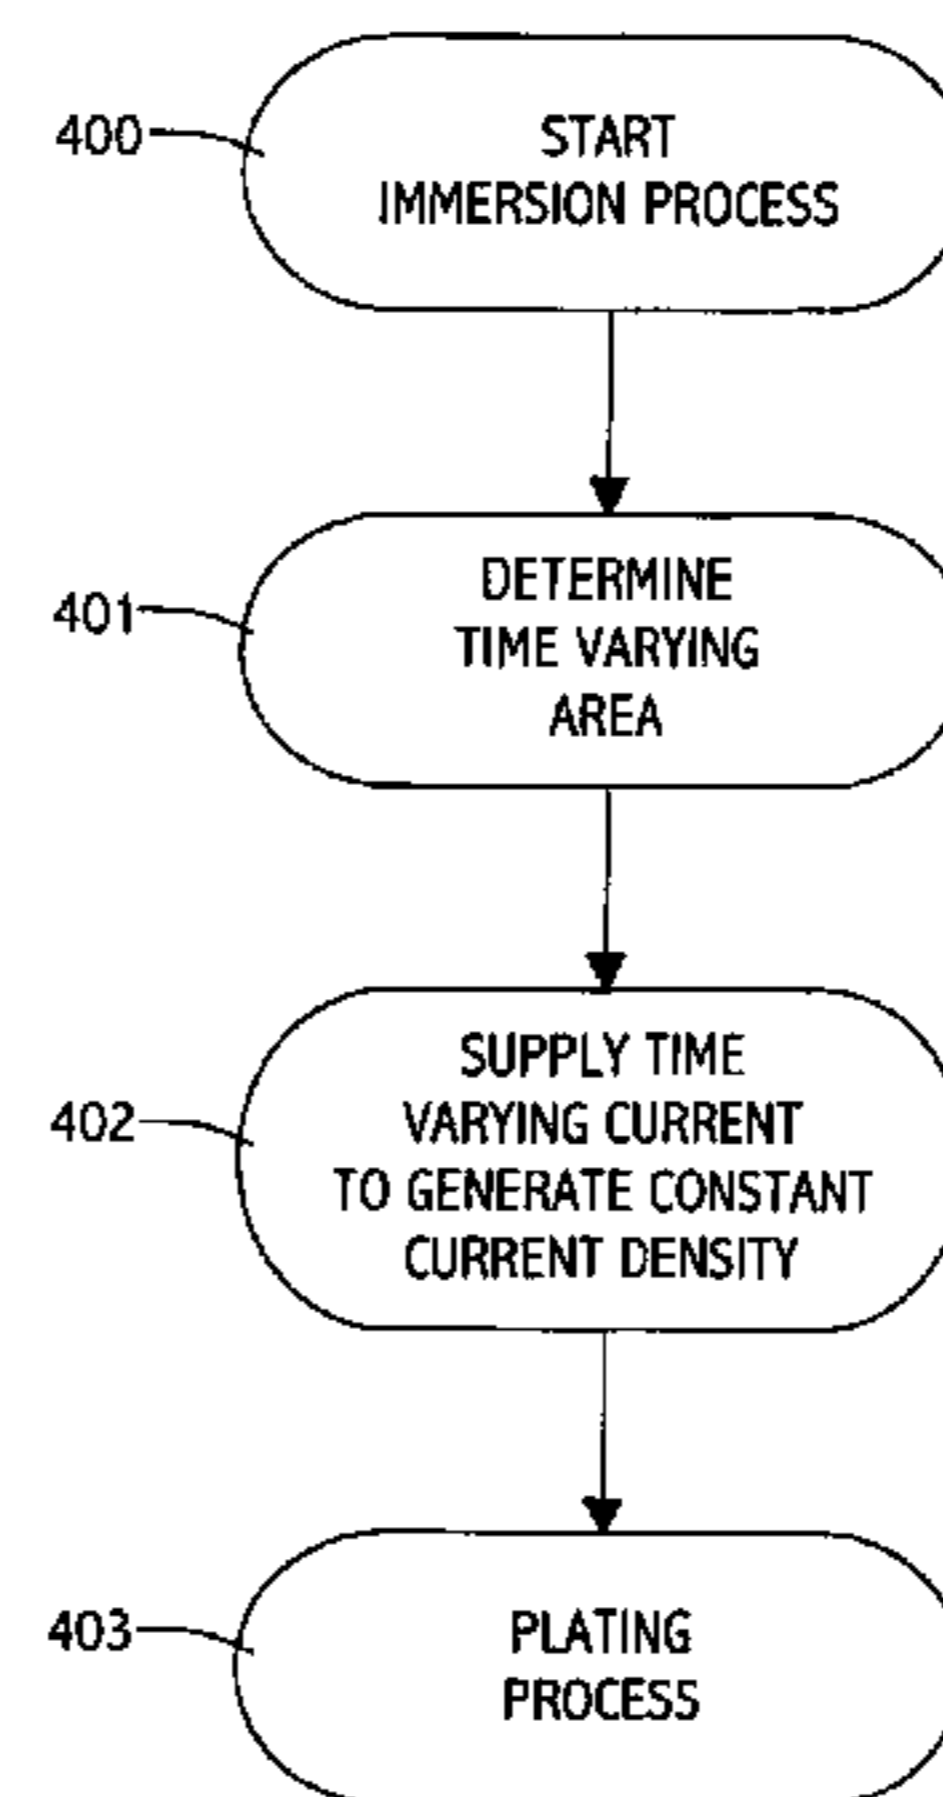 400
START
IMMERSION PROCESS
401
DETERMINE
TIME VARYING
AREA
402
SUPPLY TIME
VARYING CURRENT
TO GENERATE CONSTANT
CURRENT DENSITY
403
PLATING
PROCESS